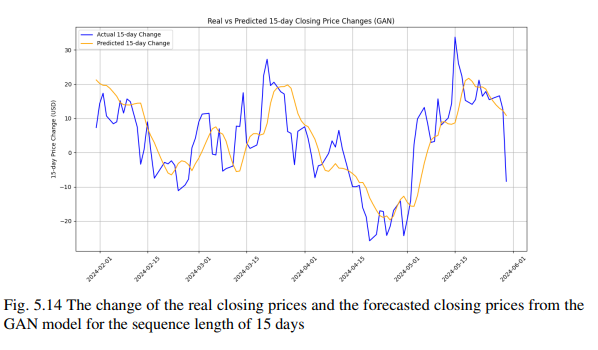 Real vs Predicted 15-day Closing Price Changes (GAN)
Actual 15-day Change
Predicted 15-day Change
15-day Price Change (USD)
30
20
10
0
−10
−20
2024-02-01
2024-02-15
2024-03-01
2024-03-15
2024-04-01
2024-04-15
2024-05-01
2024-05-15
2024-06-01
Fig. 5.14 The change of the real closing prices and the forecasted closing prices from the
GAN model for the sequence length of 15 days